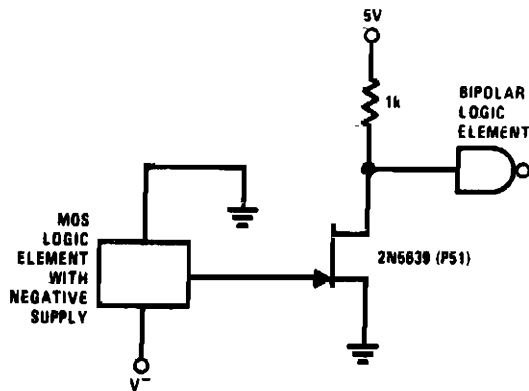 5V
1k
BIPOLAR
LOGIC
ELEMENT
MOS
LOGIC
ELEMENT
WITH
NEGATIVE
SUPPLY
2N5639 (P51)
V−